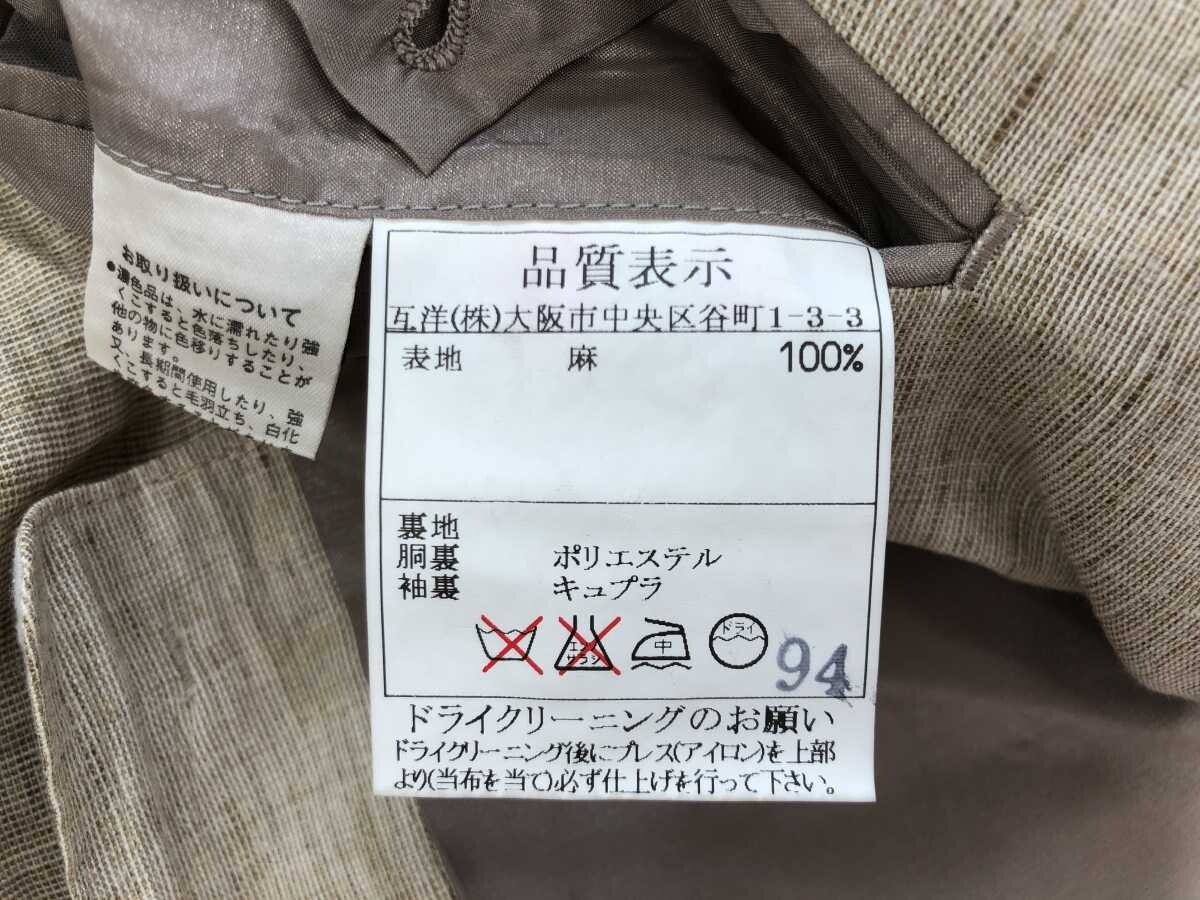 お取り扱いについて
●濃色品は、水に濡れたり強
くこすると色落ちしたり、
他の物に色移りすることが
あります。
又、長期間使用したり、強
くこすると毛羽立ち、白化
品質表示
互洋(株)大阪市中央区谷町1-3-3
表地 麻 100%
裏地
胴裏 ポリエステル
袖裏 キュプラ
エンソサラシ 中 ドライ
94
ドライクリーニングのお願い
ドライクリーニング後にプレス(アイロン)を上部
より(当布を当て)必ず仕上げを行って下さい。